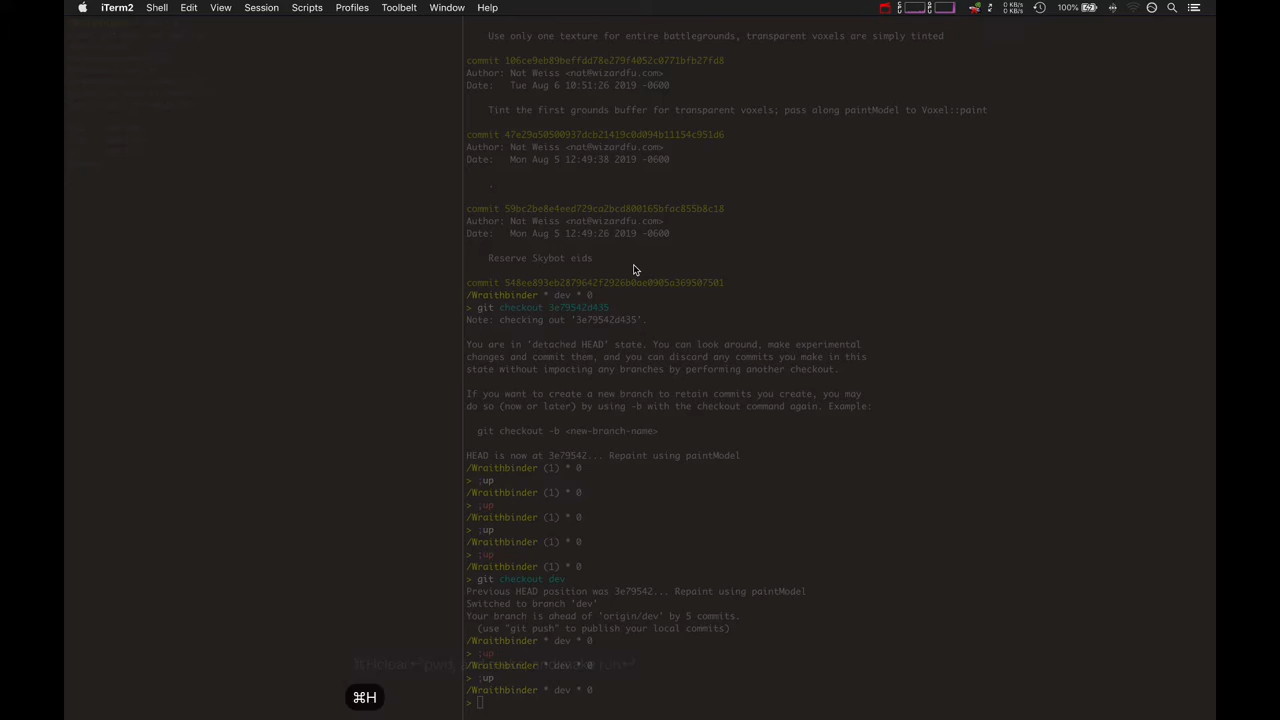 iTerm2 Shell Edit View Session Scripts Profiles Toolbelt Window Help
0 KB/s
0 KB/s
100%
Use only one texture for entire battlegrounds, transparent voxels are simply tinted
commit 106ce9eb89beffdd78e279f4052c0771bfb27fd8
Author: Nat Weiss <nat@wizardfu.com>
Date:   Tue Aug 6 10:51:26 2019 -0600
Tint the first grounds buffer for transparent voxels; pass along paintModel to Voxel::paint
commit 47e29a50500937dcb21419c0d094b11154c951d6
Author: Nat Weiss <nat@wizardfu.com>
Date:   Mon Aug 5 12:49:38 2019 -0600
.
commit 59bc2be8e4eed729ca2bcd800165bfac855b8c18
Author: Nat Weiss <nat@wizardfu.com>
Date:   Mon Aug 5 12:49:26 2019 -0600
Reserve Skybot eids
commit 548ee893eb2879642f2926b0ae0905a369507501
/Wraithbinder * dev * 0
> git checkout 3e79542d435
Note: checking out '3e79542d435'.
You are in 'detached HEAD' state. You can look around, make experimental
changes and commit them, and you can discard any commits you make in this
state without impacting any branches by performing another checkout.
If you want to create a new branch to retain commits you create, you may
do so (now or later) by using -b with the checkout command again. Example:
git checkout -b <new-branch-name>
HEAD is now at 3e79542... Repaint using paintModel
/Wraithbinder (1) * 0
> ;up
/Wraithbinder (1) * 0
> ;up
/Wraithbinder (1) * 0
> ;up
/Wraithbinder (1) * 0
> ;up
/Wraithbinder (1) * 0
> git checkout dev
Previous HEAD position was 3e79542... Repaint using paintModel
Switched to branch 'dev'
Your branch is ahead of 'origin/dev' by 5 commits.
(use "git push" to publish your local commits)
/Wraithbinder * dev * 0
> ;up
/Wraithbinder * dev * 0
> ;up
/Wraithbinder * dev * 0
>
⌘H